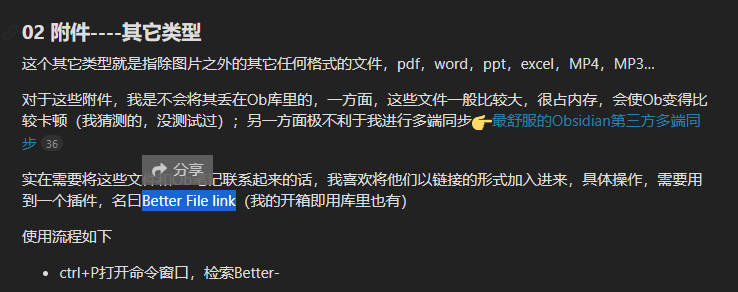 02 附件----其它类型
这个其它类型就是指除图片之外的其它任何格式的文件，pdf，word，ppt，excel，MP4，MP3...
对于这些附件，我是不会将其丢在Ob库里的，一方面，这些文件一般比较大，很占内存，会使Ob变得比
较卡顿（我猜测的，没测试过）；另一方面极不利于我进行多端同步👉最舒服的Obsidian第三方多端同
步 36
分享
实在需要将这些文件和Ob笔记联系起来的话，我喜欢将他们以链接的形式加入进来，具体操作，需要用
到一个插件，名曰Better File link（我的开箱即用库里也有）
使用流程如下
• ctrl+P打开命令窗口，检索Better-